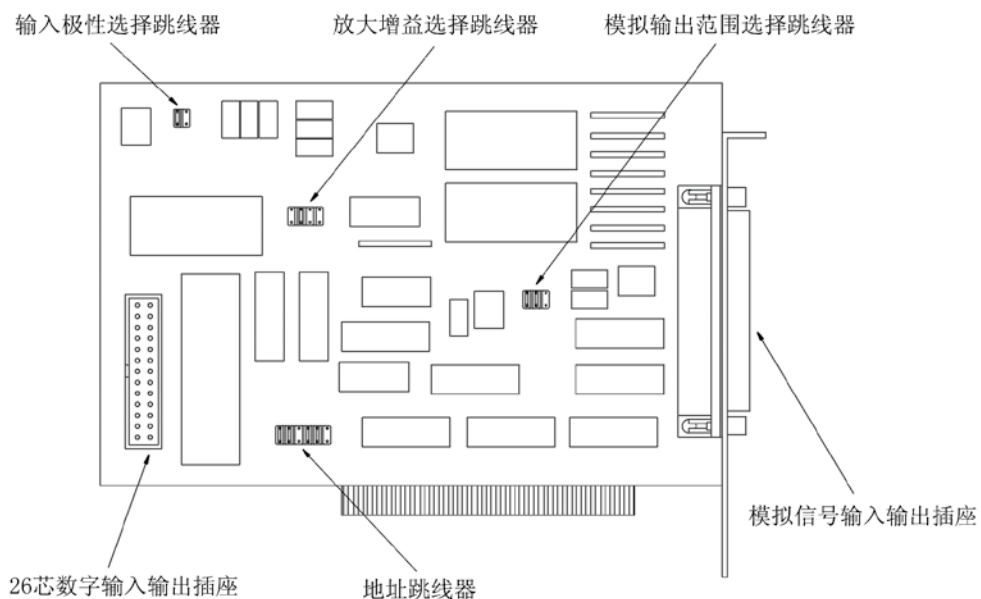 输入极性选择跳线器
放大增益选择跳线器
模拟输出范围选择跳线器
模拟信号输入输出插座
26芯数字输入输出插座
地址跳线器